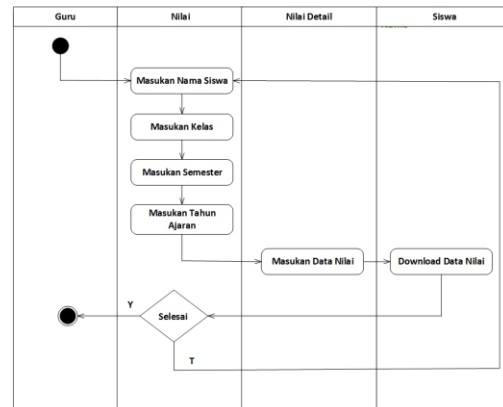 Guru Nilai Nilai Detail Siswa
Masukan Nama Siswa
Masukan Kelas
Masukan Semester
Masukan Tahun
Ajaran
Masukan Data Nilai Download Data Nilai
Y Selesai
T